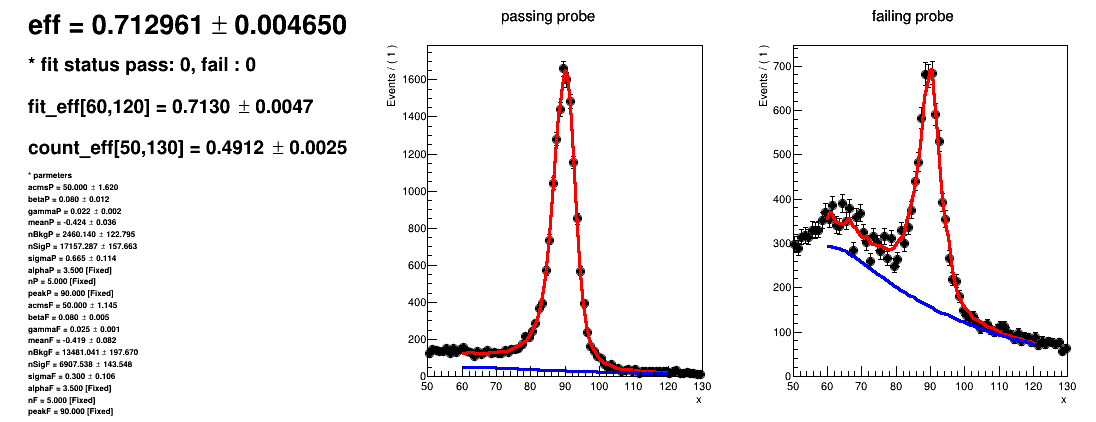 eff = 0.712961 ± 0.004650
* fit status pass: 0, fail : 0
fit_eff[60,120] = 0.7130 ± 0.0047
count_eff[50,130] = 0.4912 ± 0.0025
* parmeters
acmsP = 50.000 ± 1.620
betaP = 0.080 ± 0.012
gammaP = 0.022 ± 0.002
meanP = -0.424 ± 0.036
nBkgP = 2460.140 ± 122.795
nSigP = 17157.287 ± 157.663
sigmaP = 0.665 ± 0.114
alphaP = 3.500 [Fixed]
nP = 5.000 [Fixed]
peakP = 90.000 [Fixed]
acmsF = 50.000 ± 1.145
betaF = 0.080 ± 0.005
gammaF = 0.025 ± 0.001
meanF = -0.419 ± 0.082
nBkgF = 13481.041 ± 197.670
nSigF = 6907.538 ± 143.548
sigmaF = 0.300 ± 0.106
alphaF = 3.500 [Fixed]
nF = 5.000 [Fixed]
peakF = 90.000 [Fixed]
passing probe
Events / ( 1 )
1600
1400
1200
1000
800
600
400
200
0
50 60 70 80 90 100 110 120 130
x
failing probe
Events / ( 1 )
700
600
500
400
300
200
100
0
50 60 70 80 90 100 110 120 130
x